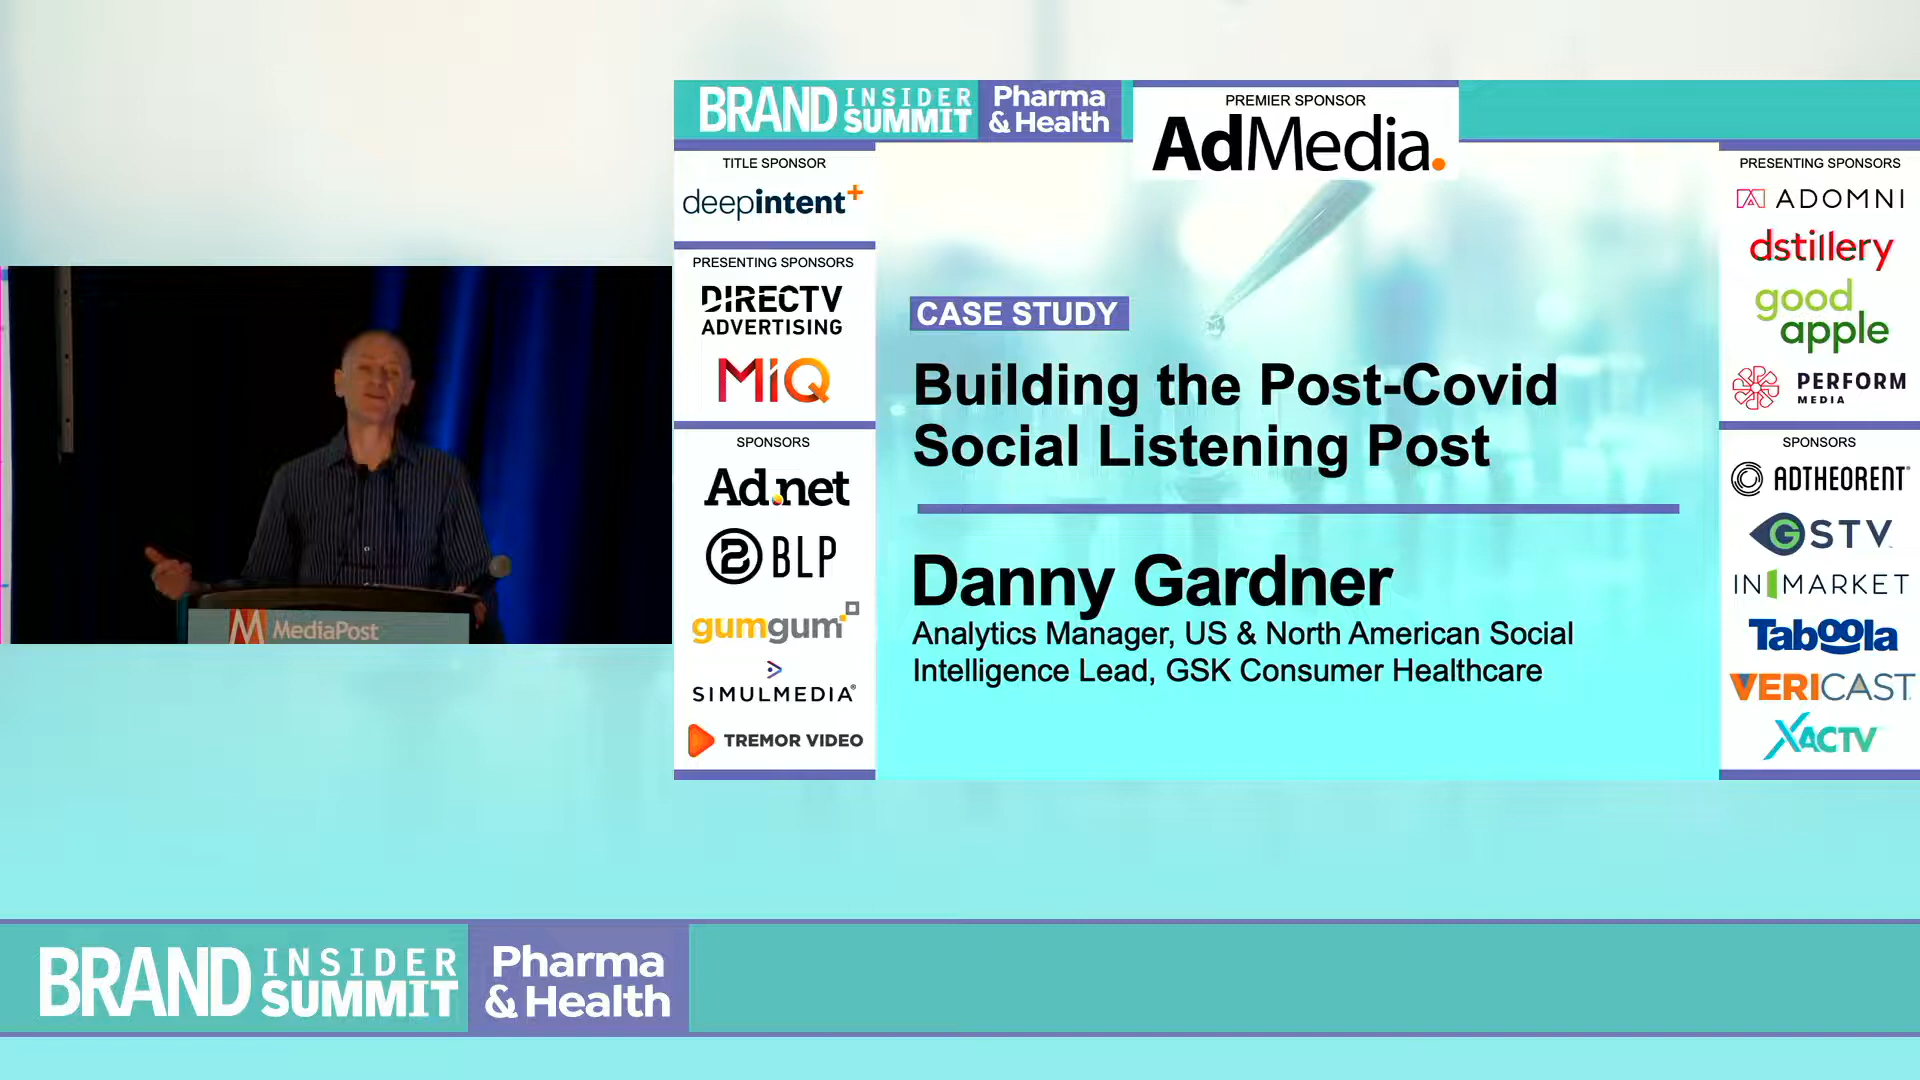 BRAND INSIDER SUMMIT Pharma & Health
PREMIER SPONSOR
AdMedia.
TITLE SPONSOR
deepintent+
PRESENTING SPONSORS
DIRECTV
ADVERTISING
MiQ
SPONSORS
Ad.net
BLP
gumgum
SIMULMEDIA®
TREMOR VIDEO
CASE STUDY
Building the Post-Covid
Social Listening Post
Danny Gardner
Analytics Manager, US & North American Social
Intelligence Lead, GSK Consumer Healthcare
PRESENTING SPONSORS
ADOMNI
dstillery
good
apple
PERFORM
MEDIA
SPONSORS
ADTHEORENT®
GSTV
INMARKET
Taboola
VERICAST
XACTV
MediaPost
BRAND INSIDER SUMMIT Pharma & Health